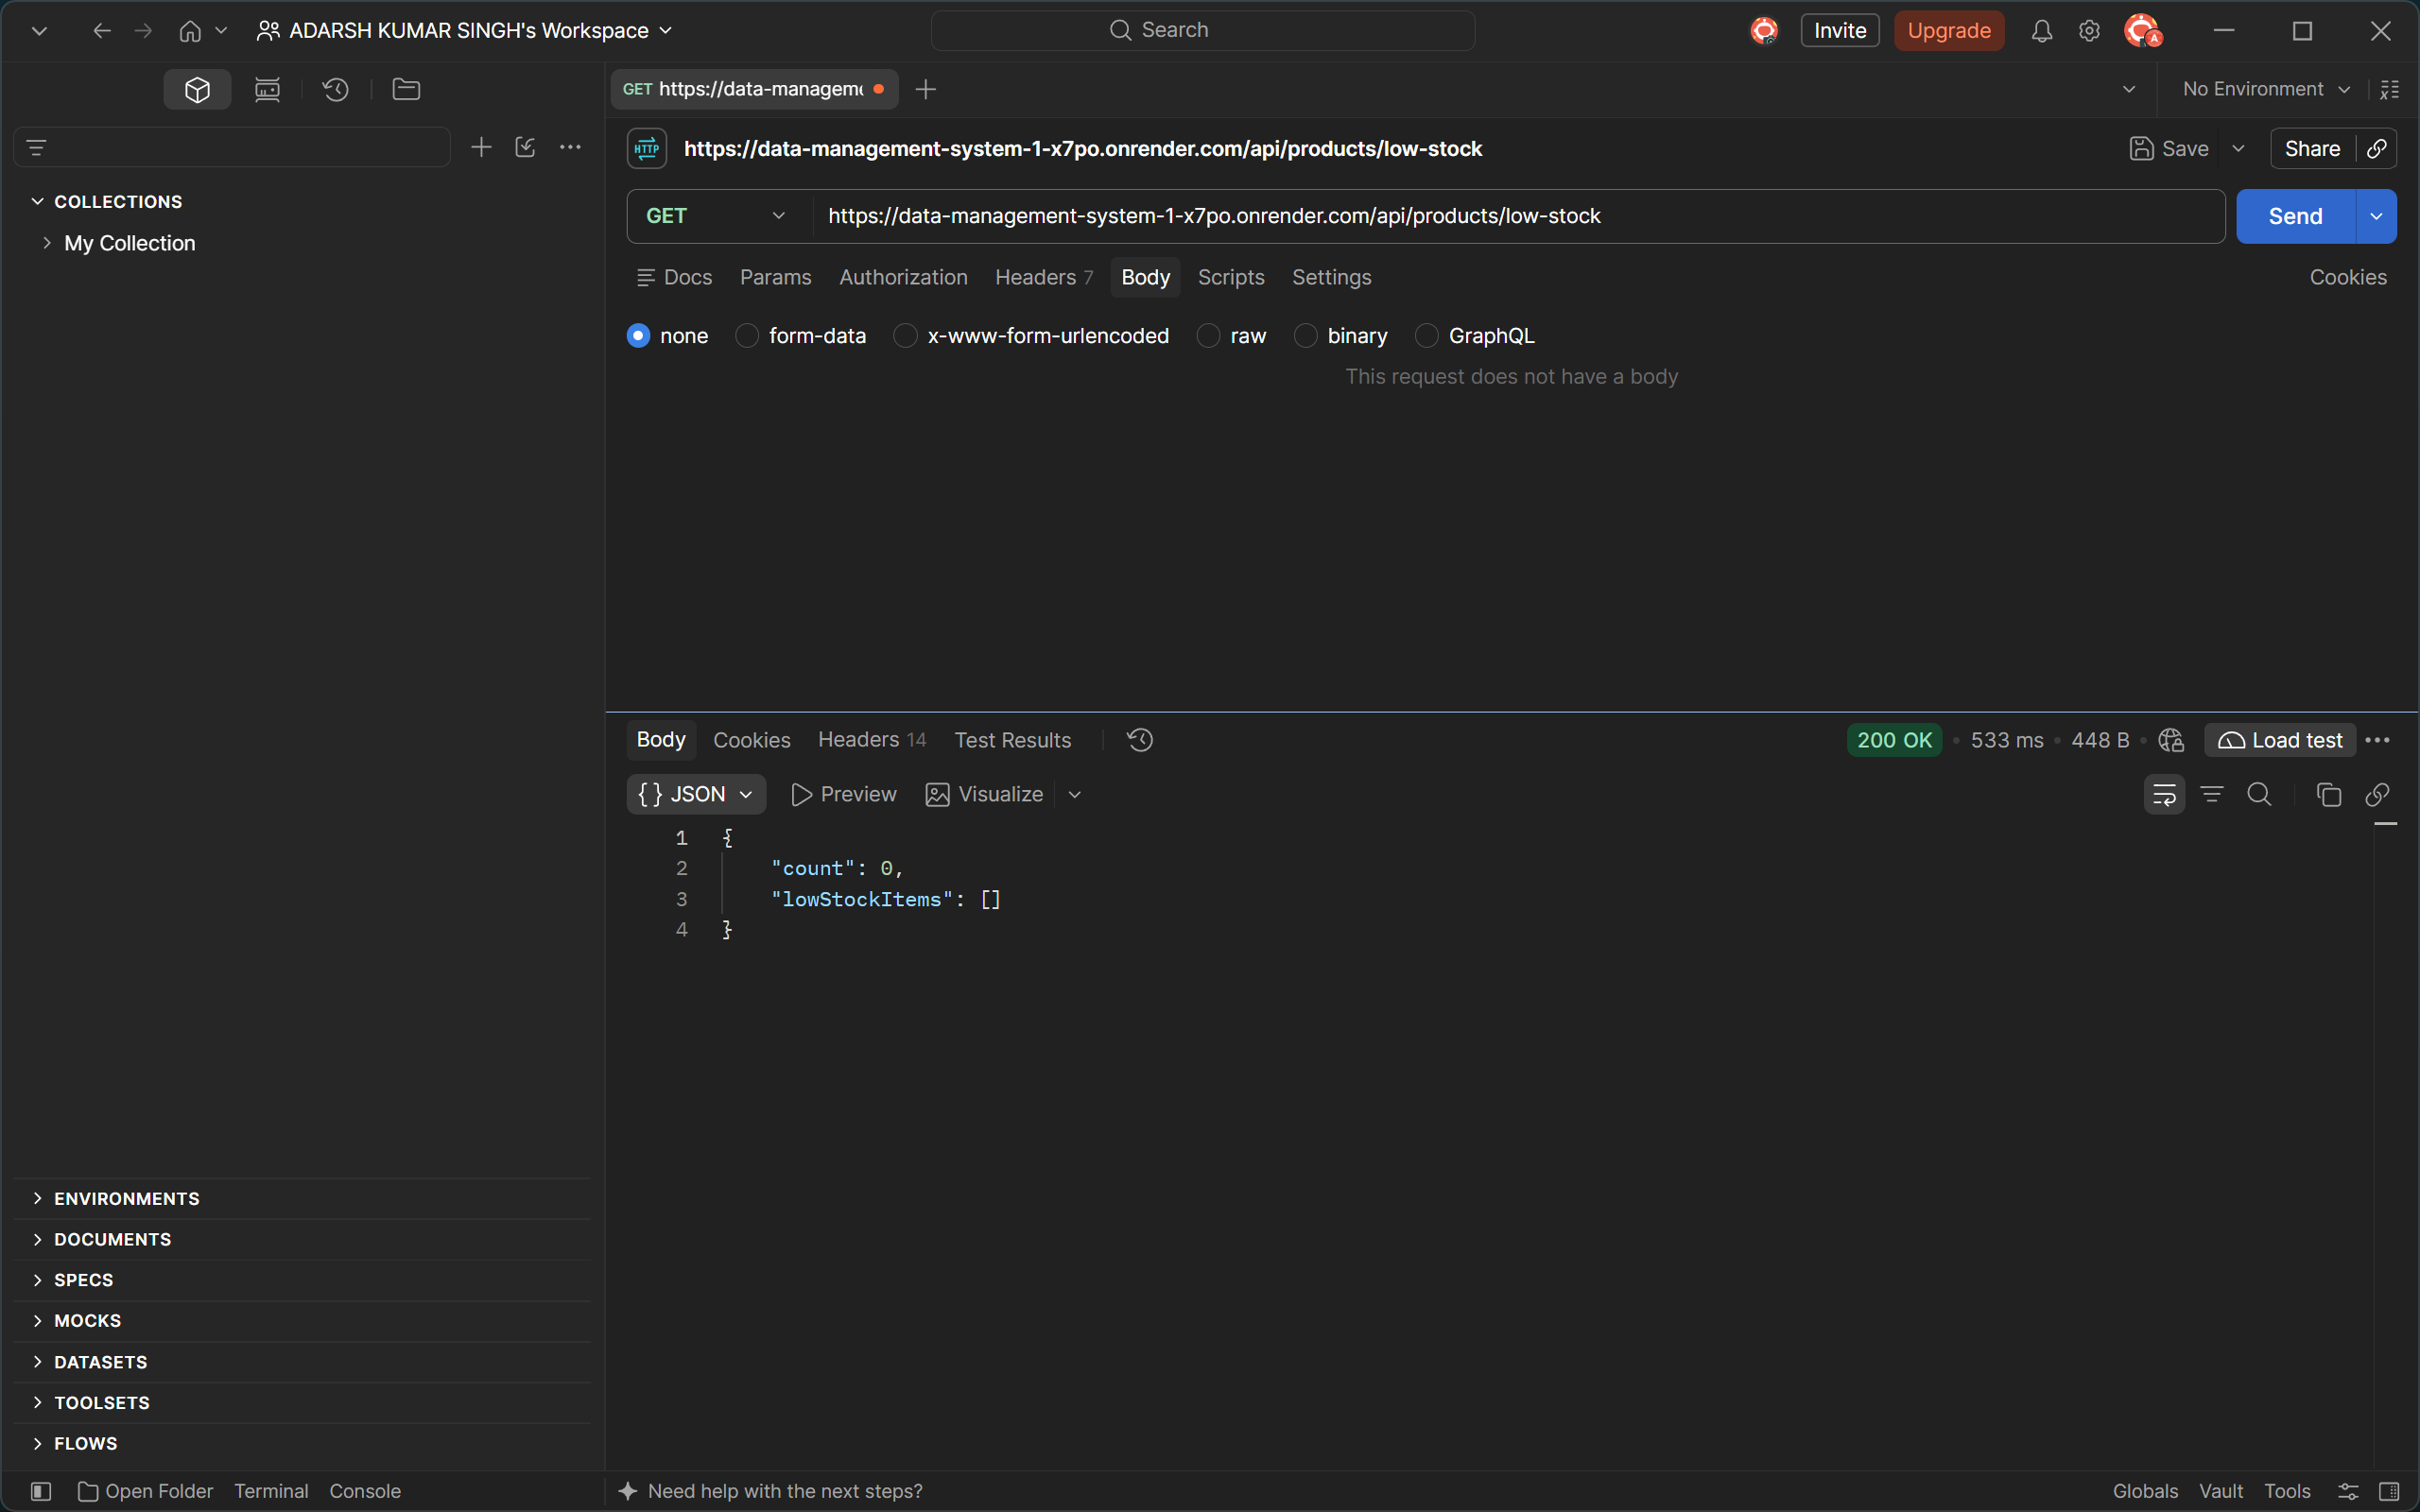 ADARSH KUMAR SINGH's Workspace
Search
Invite
Upgrade
GET https://data-managem
No Environment
HTTP
https://data-management-system-1-x7po.onrender.com/api/products/low-stock
Save
Share
COLLECTIONS
My Collection
GET
https://data-management-system-1-x7po.onrender.com/api/products/low-stock
Send
Docs Params Authorization Headers 7 Body Scripts Settings
Cookies
none form-data x-www-form-urlencoded raw binary GraphQL
This request does not have a body
Body Cookies Headers 14 Test Results
200 OK • 533 ms • 448 B •
Load test
{} JSON
Preview
Visualize
1 {
2 "count": 0,
3 "lowStockItems": []
4 }
ENVIRONMENTS
DOCUMENTS
SPECS
MOCKS
DATASETS
TOOLSETS
FLOWS
Open Folder Terminal Console
Need help with the next steps?
Globals Vault Tools